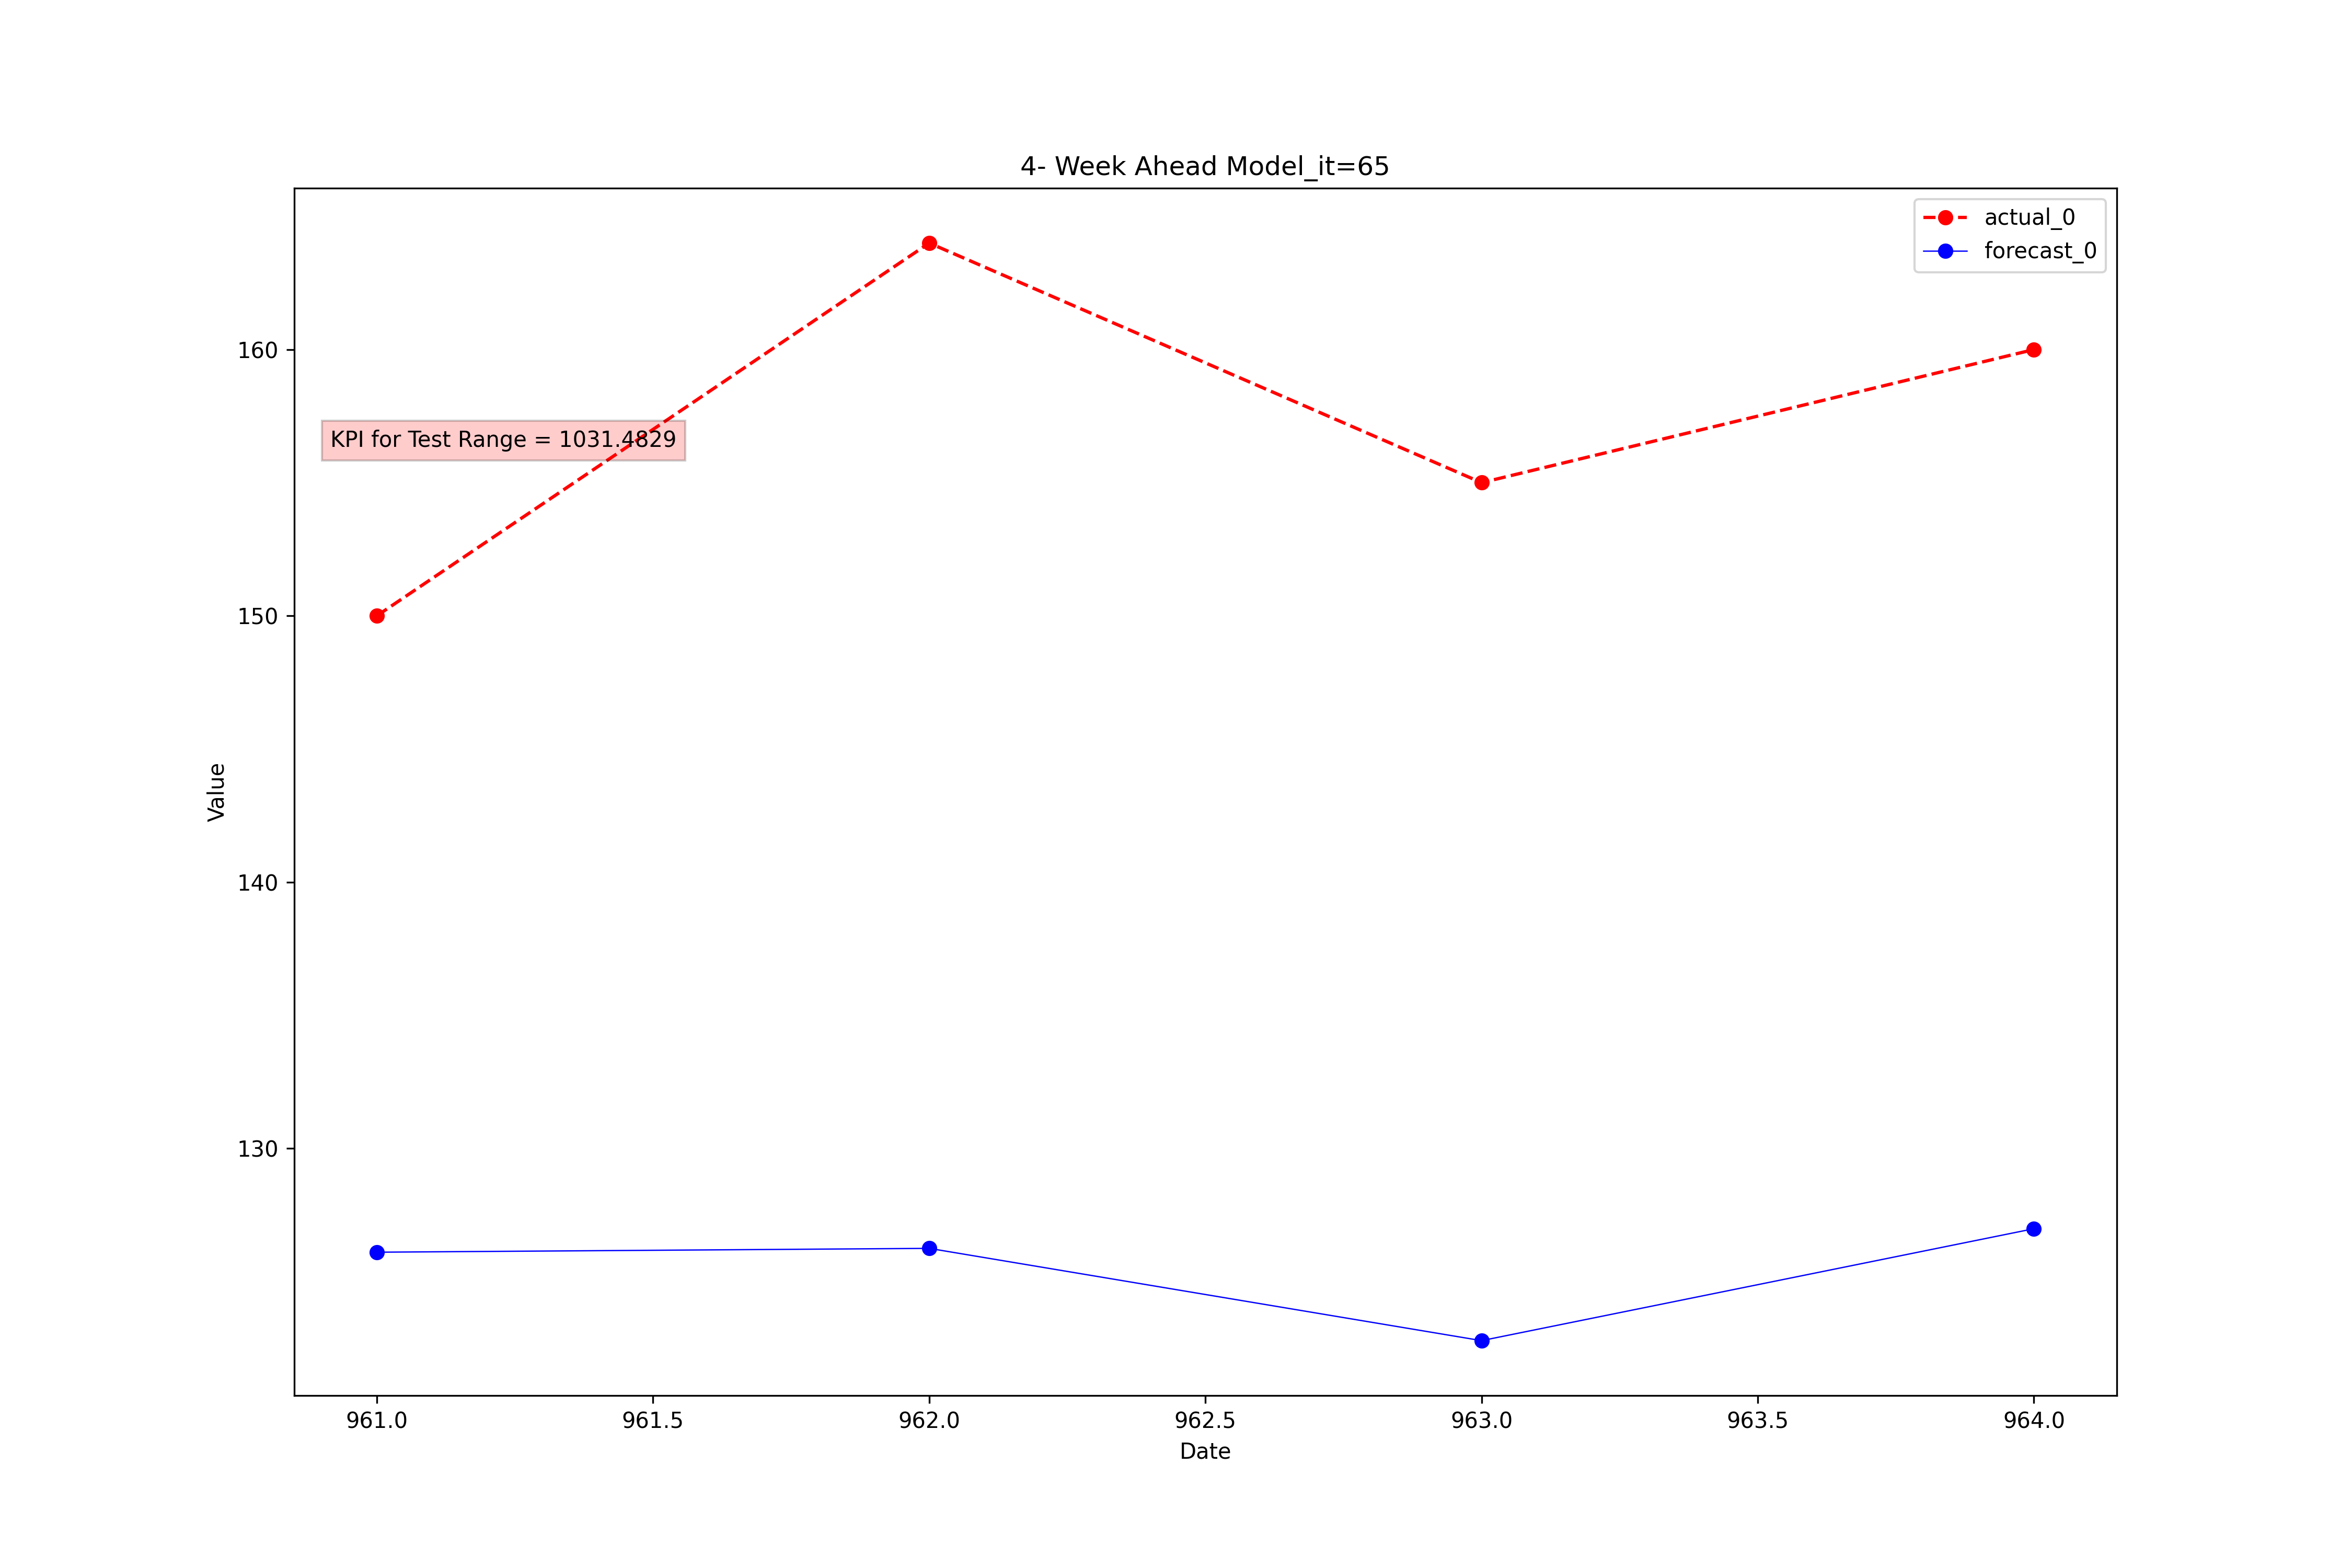 4- Week Ahead Model_it=65
actual_0
forecast_0
KPI for Test Range = 1031.4829
160
150
140
130
Value
961.0 961.5 962.0 962.5 963.0 963.5 964.0
Date